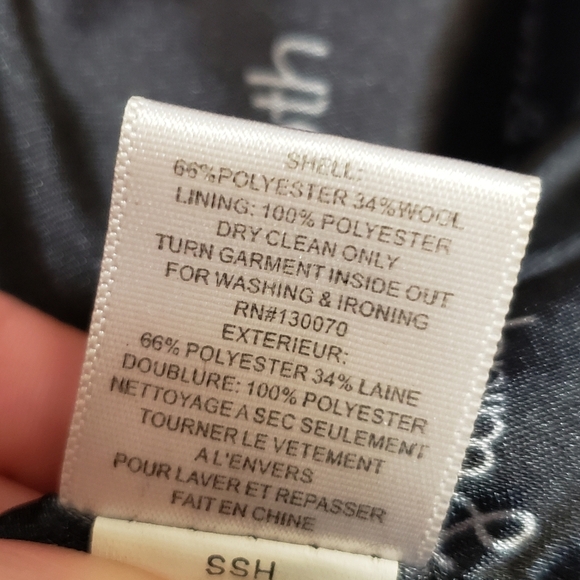 th
SHELL:
66%POLYESTER 34%WOOL
LINING: 100% POLYESTER
DRY CLEAN ONLY
TURN GARMENT INSIDE OUT
FOR WASHING & IRONING
RN#130070
EXTERIEUR:
66% POLYESTER 34% LAINE
DOUBLURE: 100% POLYESTER
NETTOYAGE A SEC SEULEMENT
TOURNER LE VETEMENT
A L'ENVERS
POUR LAVER ET REPASSER
FAIT EN CHINE
HSS